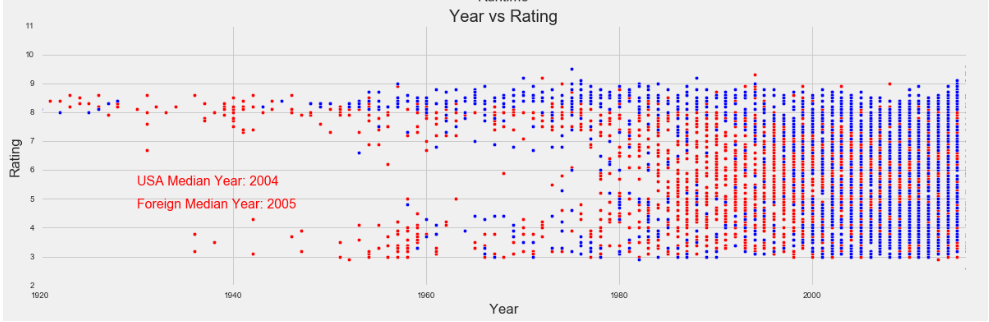 Runtime
Year vs Rating
11
10
9
8
7
6
5
4
3
2
Rating
USA Median Year: 2004
Foreign Median Year: 2005
1920
1940
1960
1980
2000
Year